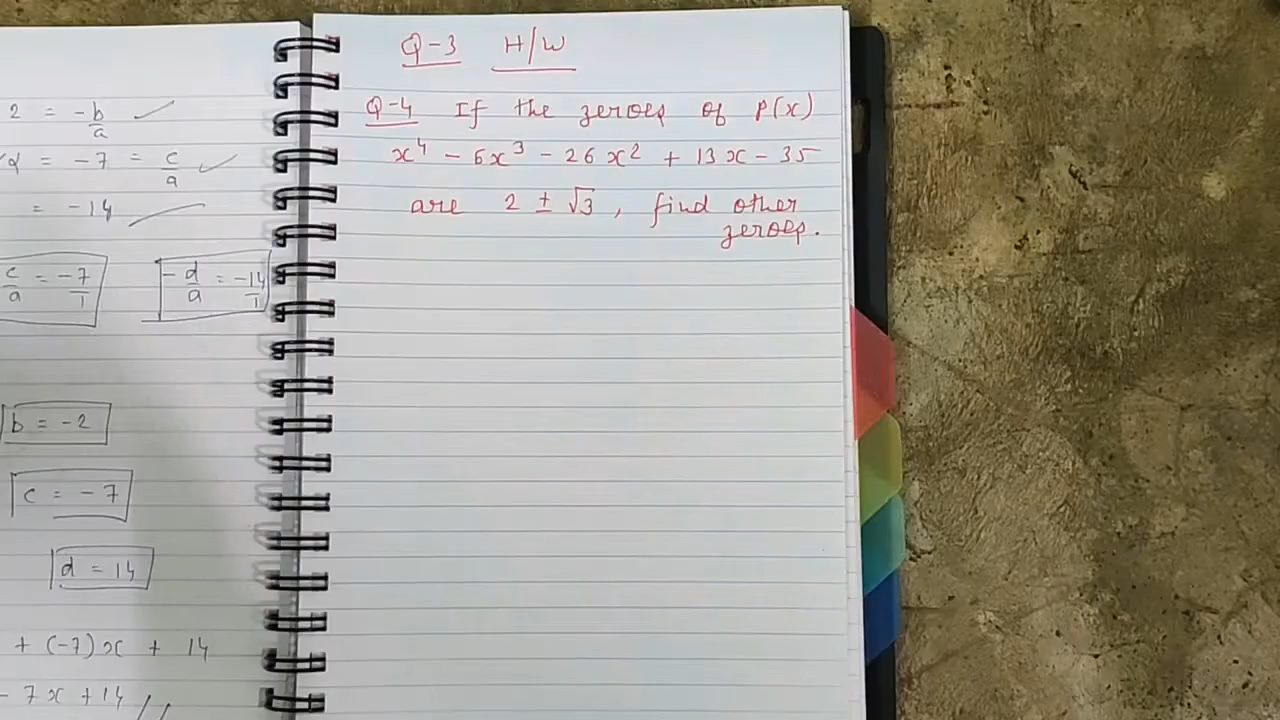 2 = -b/a
α = -7 = c/a
= -14
c/a = -7/1 -d/a = -14/1
b = -2
c = -7
d = 14
+ (-7)x + 14
- 7x + 14
Q-3 H/W
Q-4 If the zeroes of P(x)
x⁴ - 6x³ - 26x² + 13x - 35
are 2 ± √3, find other
zeroes.